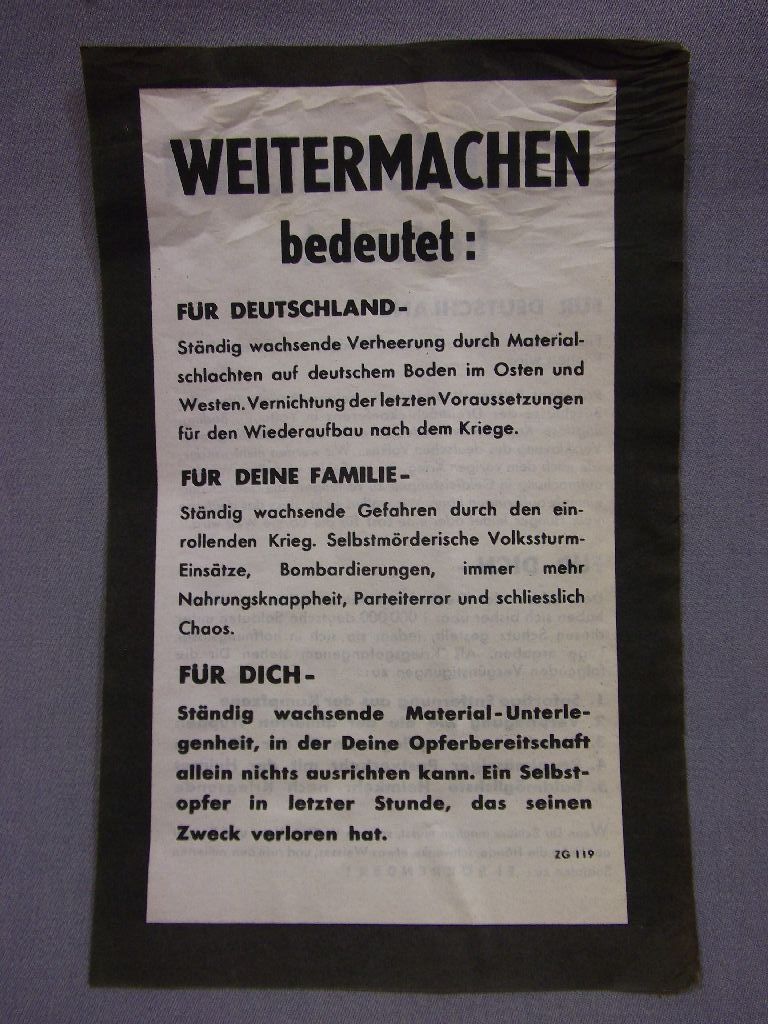 WEITERMACHEN
bedeutet :
FÜR DEUTSCHLAND-
Ständig wachsende Verheerung durch Material-
schlachten auf deutschem Boden im Osten und
Westen. Vernichtung der letzten Voraussetzungen
für den Wiederaufbau nach dem Kriege.
FÜR DEINE FAMILIE-
Ständig wachsende Gefahren durch den ein-
rollenden Krieg. Selbstmörderische Volkssturm-
Einsätze, Bombardierungen, immer mehr
Nahrungsknappheit, Parteiterror und schliesslich
Chaos.
FÜR DICH-
Ständig wachsende Material-Unterle-
genheit, in der Deine Opferbereitschaft
allein nichts ausrichten kann. Ein Selbst-
opfer in letzter Stunde, das seinen
Zweck verloren hat.
ZG 119